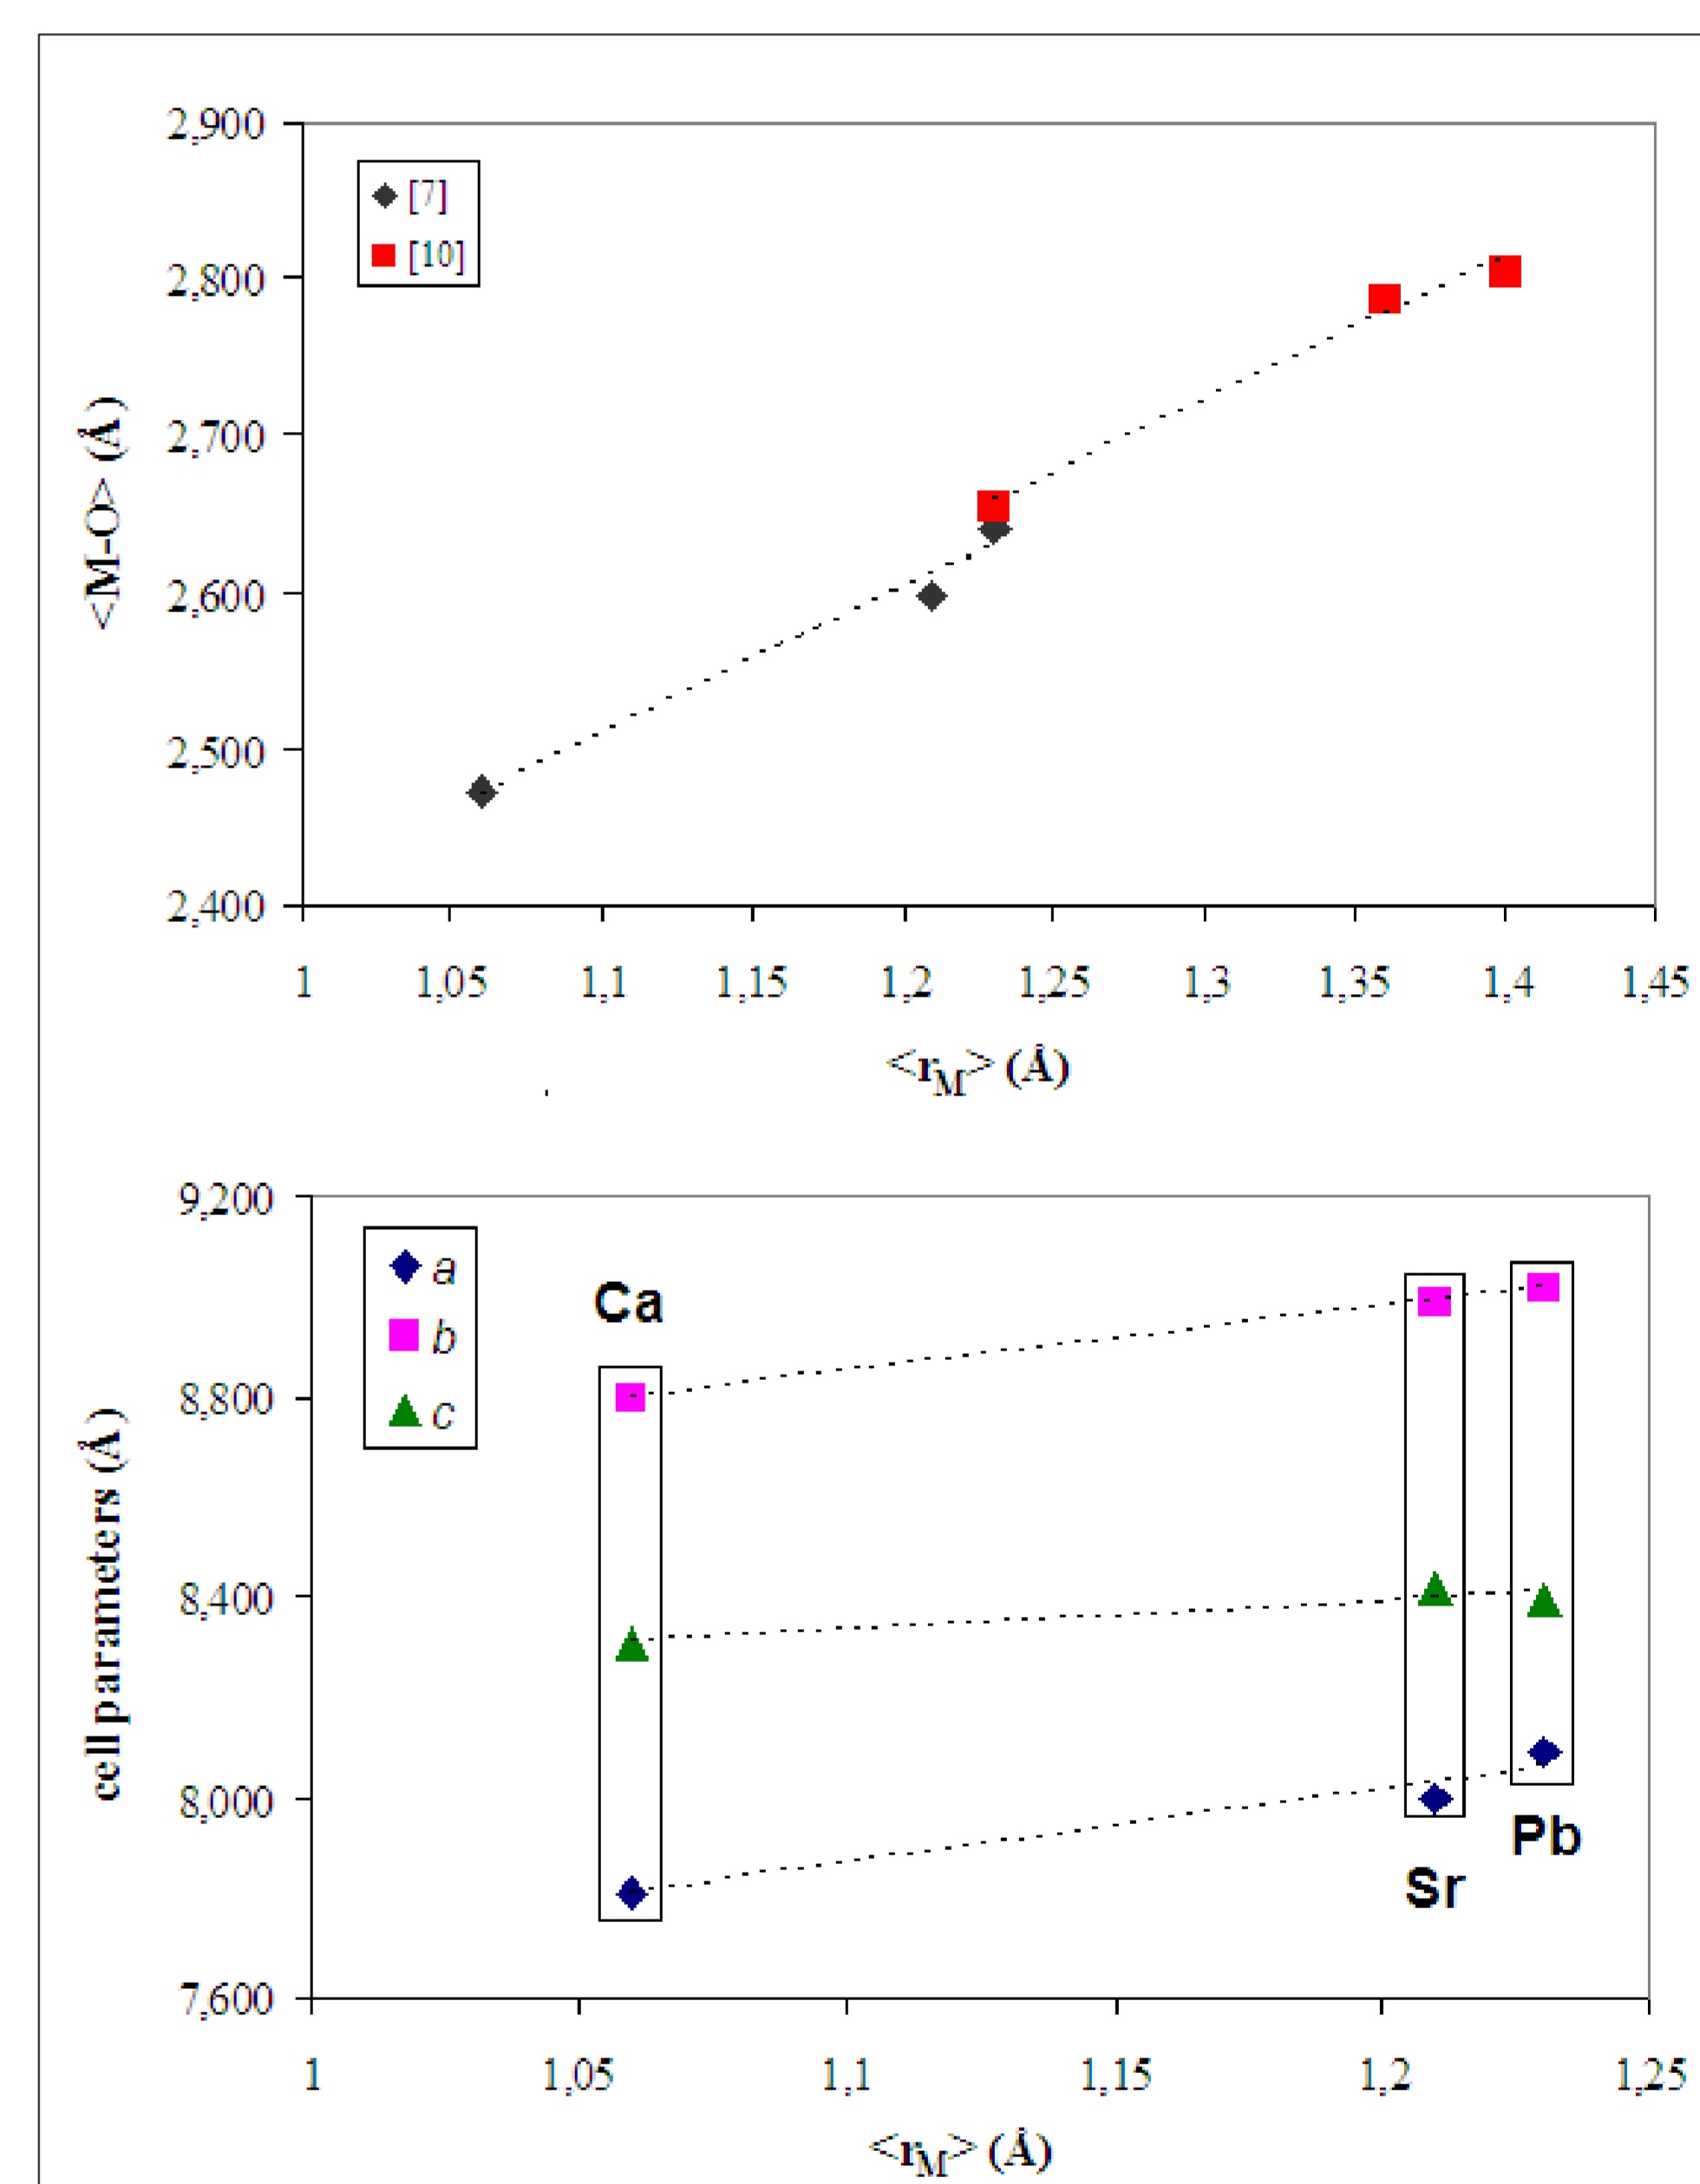 2,900
[7]
[10]
2,800
2,700
2,600
2,500
2,400
<M-O> (Å)
1 1,05 1,1 1,15 1,2 1,25 1,3 1,35 1,4 1,45
<rM> (Å)
9,200
a
b
c
Ca
8,800
8,400
8,000
7,600
cell parameters (Å)
Pb
Sr
1 1,05 1,1 1,15 1,2 1,25
<rM> (Å)